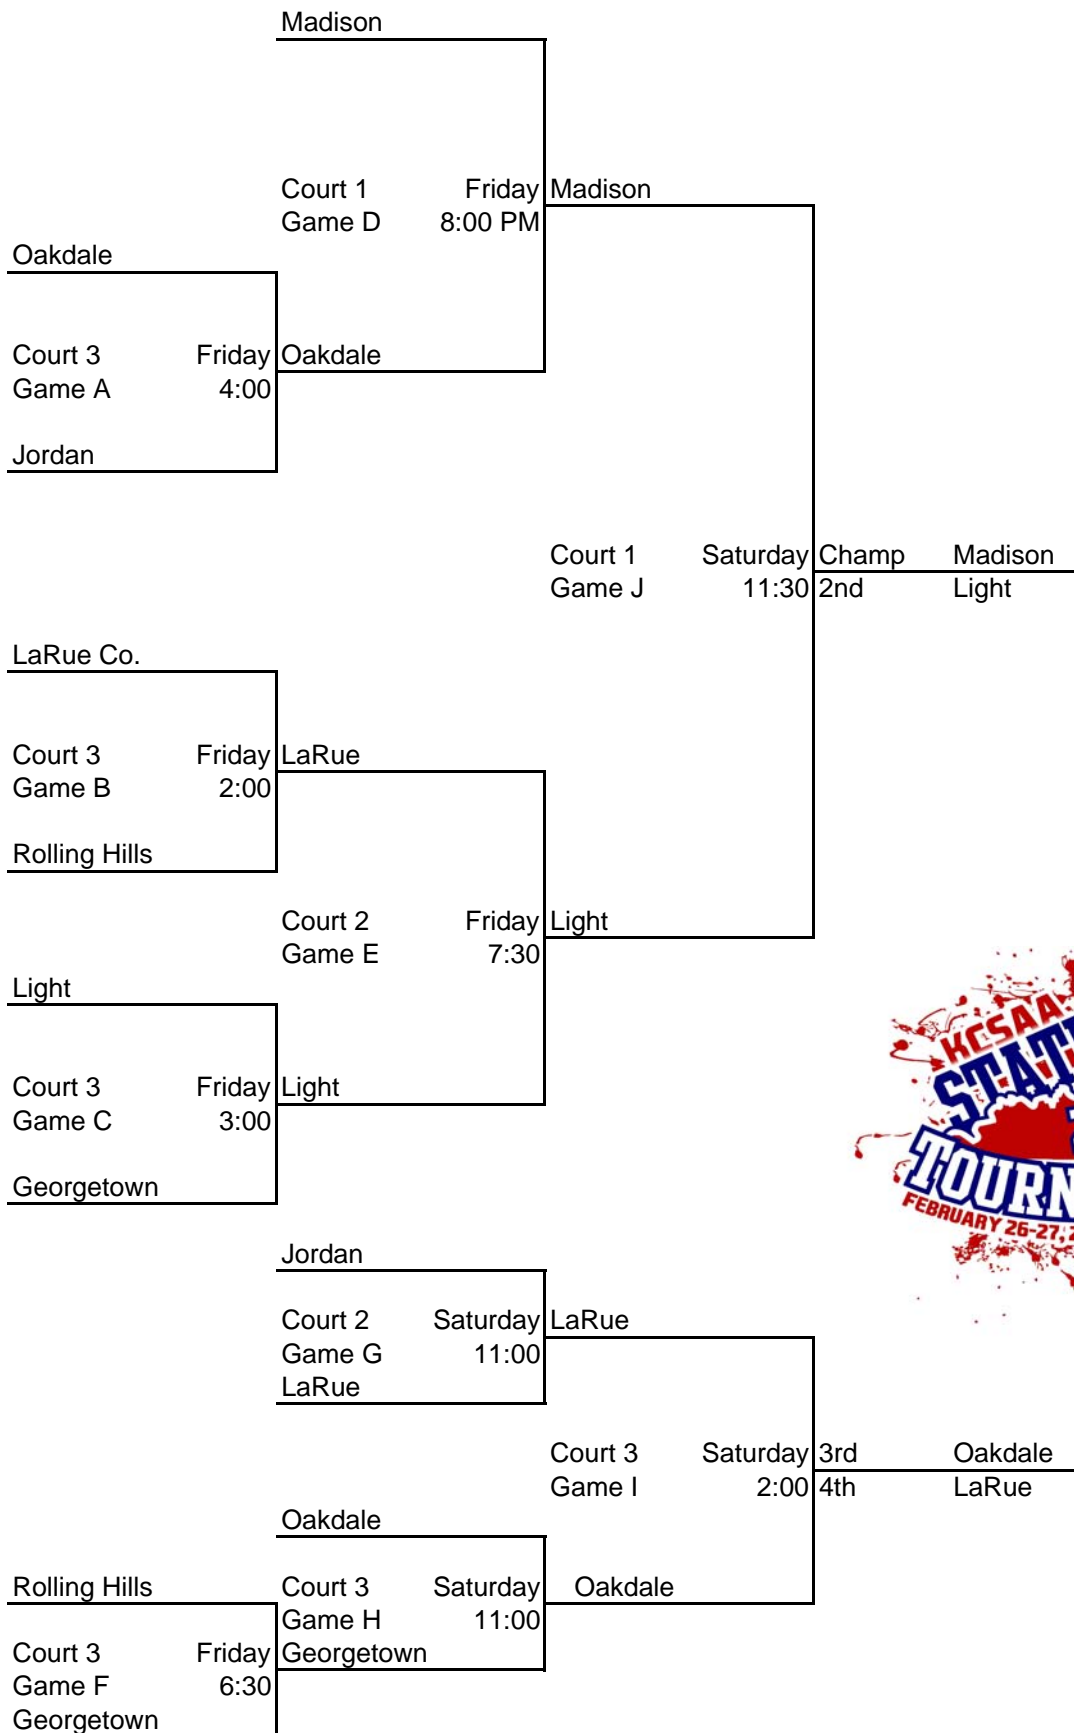 Madison
Court 1 Friday Madison
Game D 8:00 PM
Oakdale
Court 3 Friday Oakdale
Game A 4:00
Jordan
Court 1 Saturday Champ Madison
Game J 11:30 2nd Light
LaRue Co.
Court 3 Friday LaRue
Game B 2:00
Rolling Hills
Court 2 Friday Light
Game E 7:30
Light
Court 3 Friday Light
Game C 3:00
Georgetown
KCSAA
STAT
TOURN
FEBRUARY 26-27, 2
Jordan
Court 2 Saturday LaRue
Game G 11:00
LaRue
Court 3 Saturday 3rd Oakdale
Game I 2:00 4th LaRue
Oakdale
Rolling Hills Court 3 Saturday Oakdale
Game H 11:00
Court 3 Friday Georgetown
Game F 6:30
Georgetown